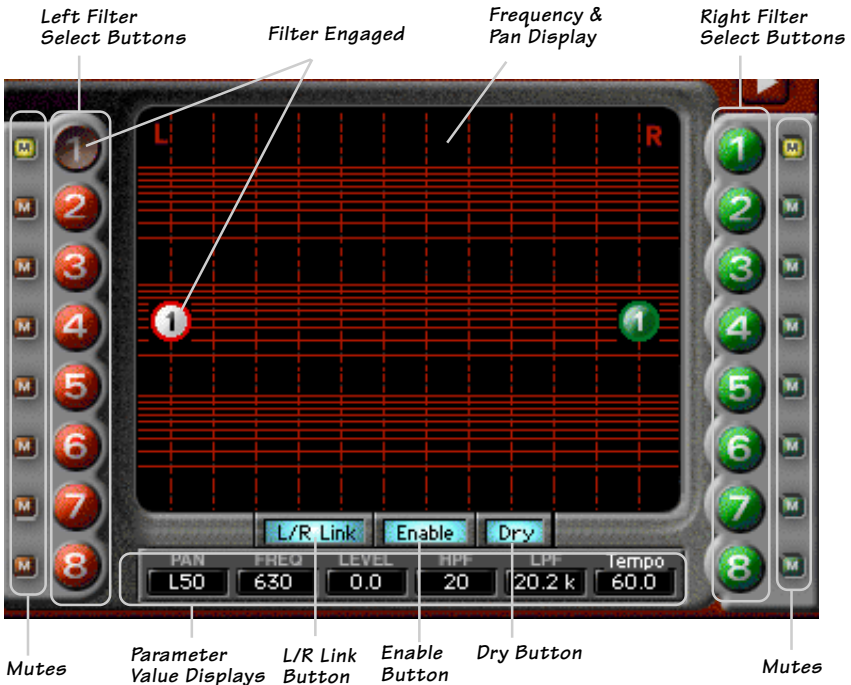 Left Filter
Select Buttons
Filter Engaged
Frequency &
Pan Display
Right Filter
Select Buttons
L R
M 1 1 M
M 2 2 M
M 3 3 M
M 4 1 1 4 M
M 5 5 M
M 6 6 M
M 7 7 M
M 8 8 M
L/R Link Enable Dry
PAN FREQ LEVEL HPF LPF Tempo
L50 630 0.0 20 20.2 k 60.0
Mutes
Parameter
Value Displays
L/R Link
Button
Enable
Button
Dry Button
Mutes